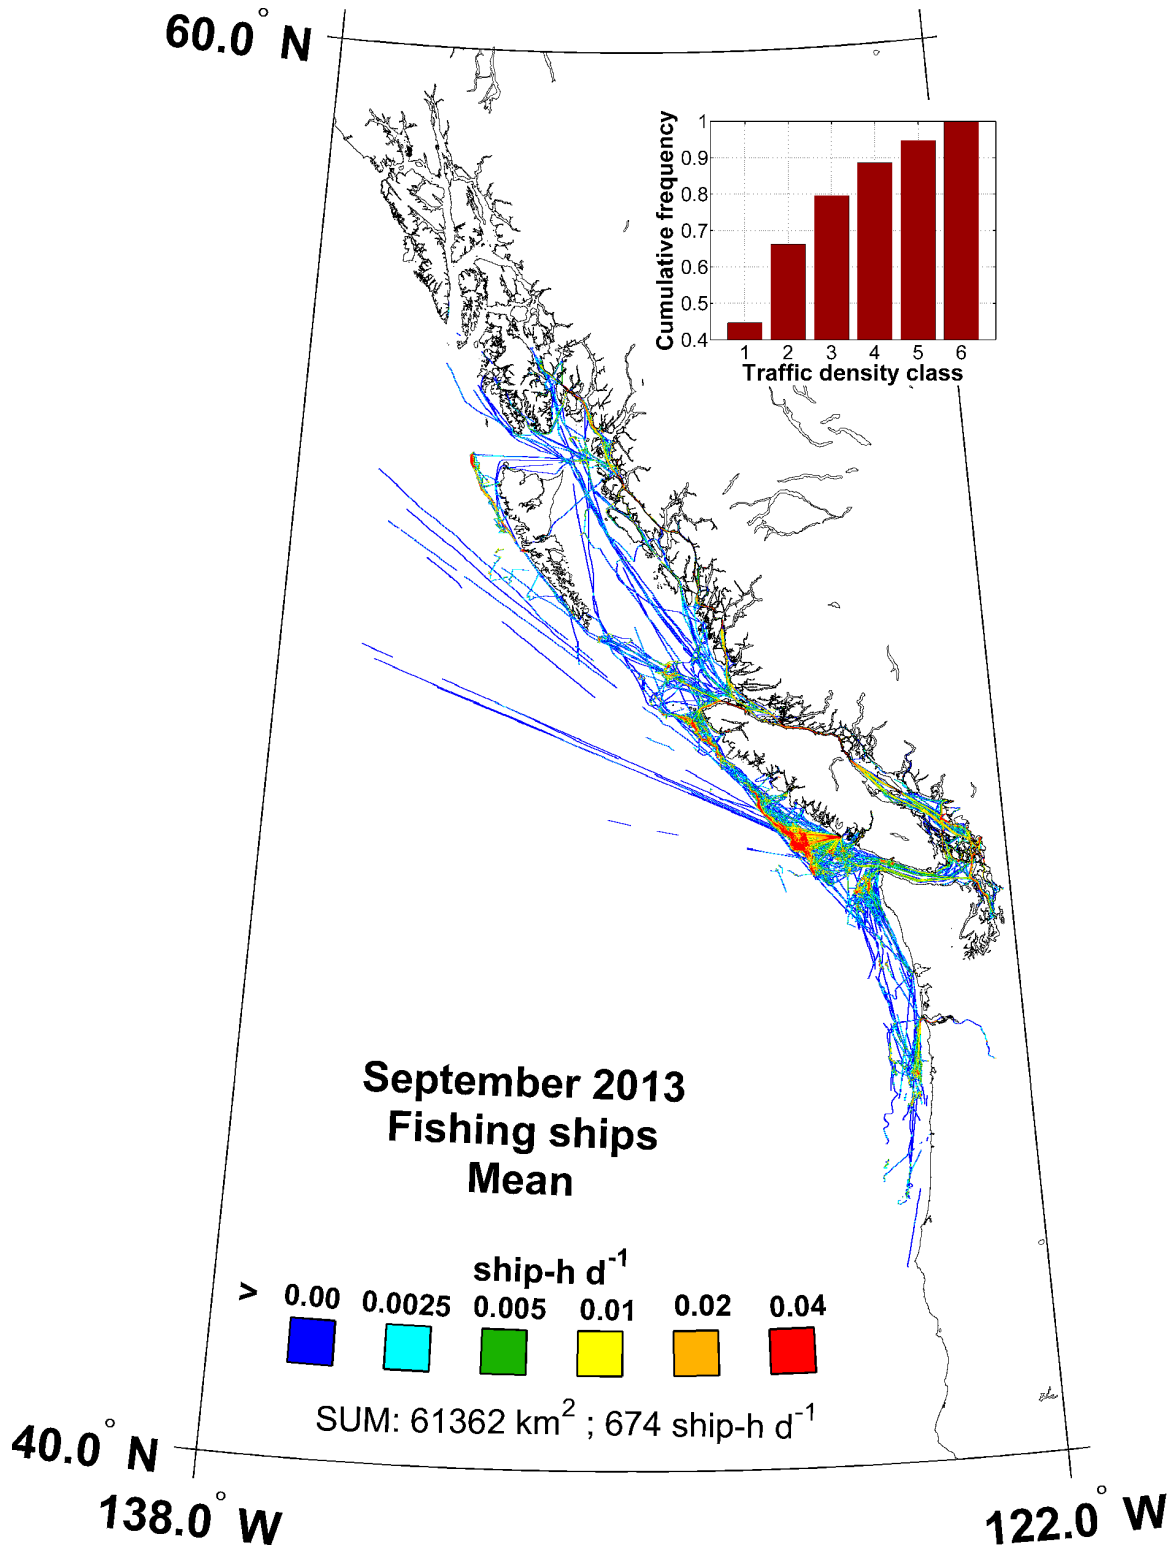 60.0° N
Cumulative frequency
1
0.9
0.8
0.7
0.6
0.5
0.4
1 2 3 4 5 6
Traffic density class
September 2013
Fishing ships
Mean
ship-h d⁻¹
> 0.00 0.0025 0.005 0.01 0.02 0.04
SUM: 61362 km² ; 674 ship-h d⁻¹
40.0° N
138.0° W
122.0° W